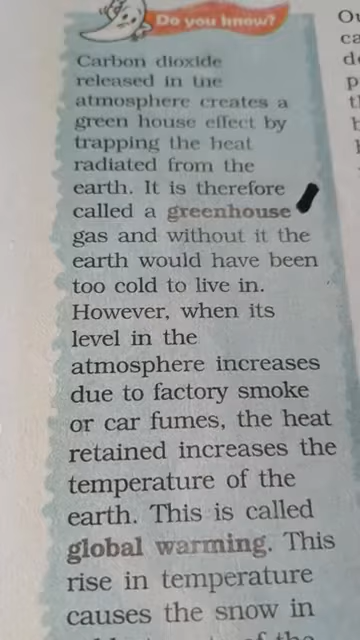 Do you know?
Carbon dioxide
released in the
atmosphere creates a
green house effect by
trapping the heat
radiated from the
earth. It is therefore
called a greenhouse
gas and without it the
earth would have been
too cold to live in.
However, when its
level in the
atmosphere increases
due to factory smoke
or car fumes, the heat
retained increases the
temperature of the
earth. This is called
global warming. This
rise in temperature
causes the snow in